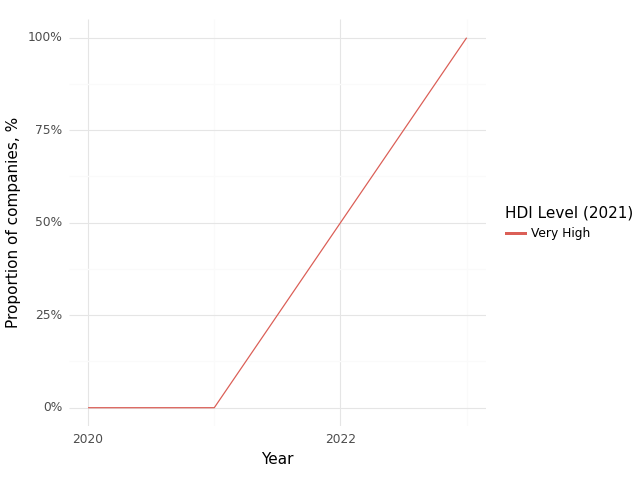 100%
75%
50%
25%
0%
2020
2022
Year
Proportion of companies, %
HDI Level (2021)
Very High